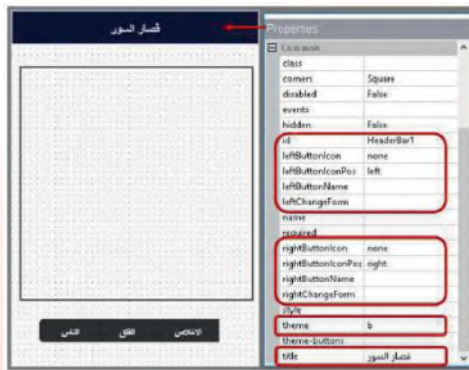 قصار السور
الاخلاص الفلق الناس
Properties
Common
class
corners Square
disabled False
events
hidden False
id HeaderBar1
leftButtonIcon none
leftButtonIconPos left
leftButtonName
leftChangeForm
name
required
rightButtonIcon none
rightButtonIconPos right
rightButtonName
rightChangeForm
style
theme b
theme-buttons
title قصار السور